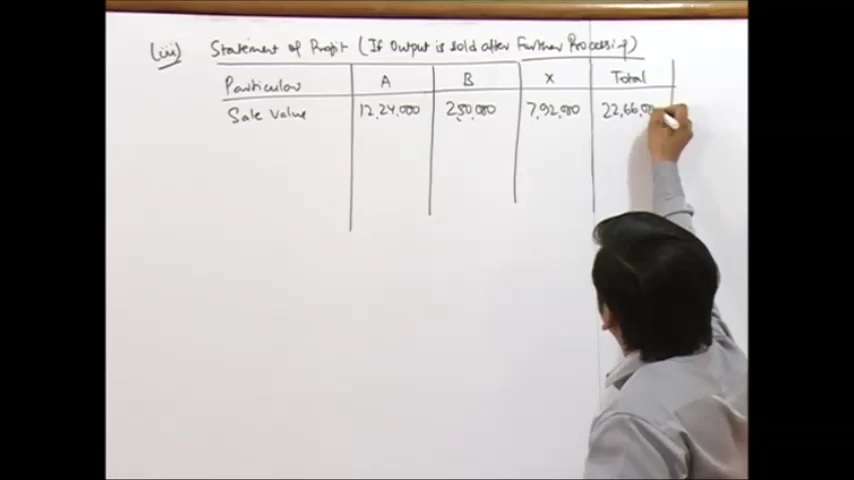 (iii) Statement of Profit (If Output is sold after Further Processing)
Particular A B X Total
Sale Value 12,24,000 2,50,000 7,92,000 22,66,0